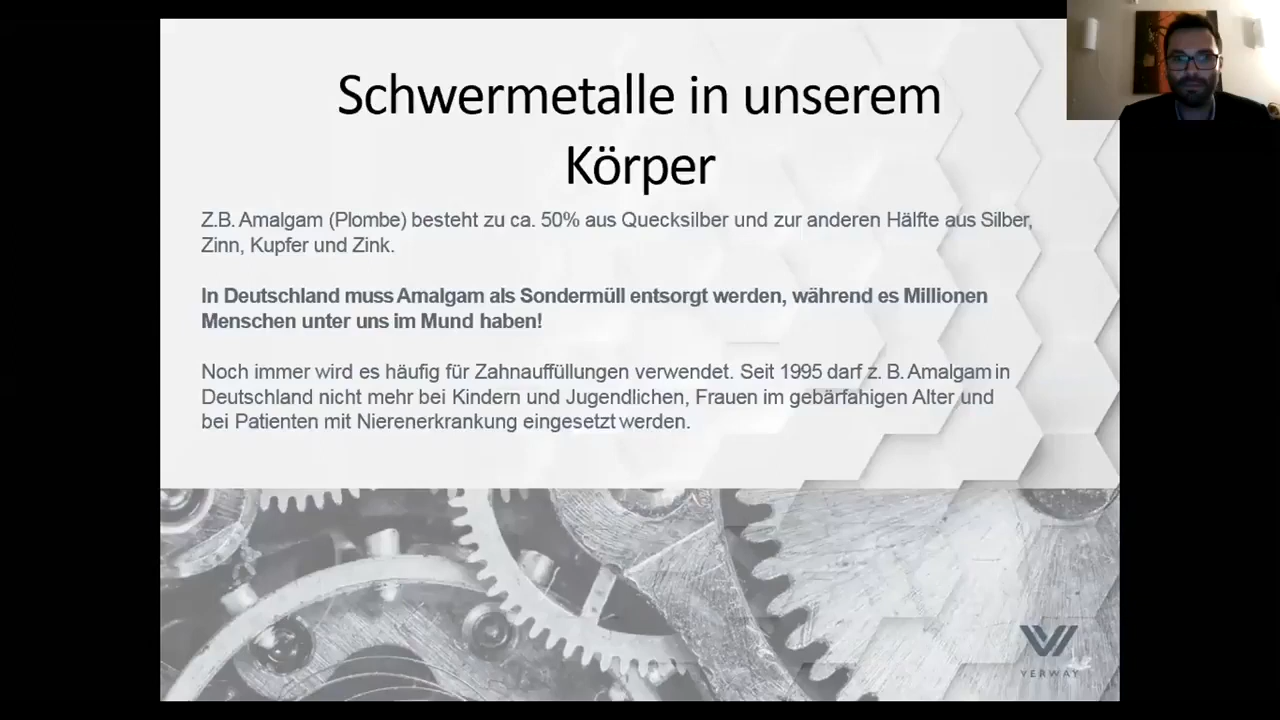 Schwermetalle in unserem
Körper
Z.B. Amalgam (Plombe) besteht zu ca. 50% aus Quecksilber und zur anderen Hälfte aus Silber,
Zinn, Kupfer und Zink.
In Deutschland muss Amalgam als Sondermüll entsorgt werden, während es Millionen
Menschen unter uns im Mund haben!
Noch immer wird es häufig für Zahnauffüllungen verwendet. Seit 1995 darf z. B. Amalgam in
Deutschland nicht mehr bei Kindern und Jugendlichen, Frauen im gebärfahigen Alter und
bei Patienten mit Nierenerkrankung eingesetzt werden.
VERWAY